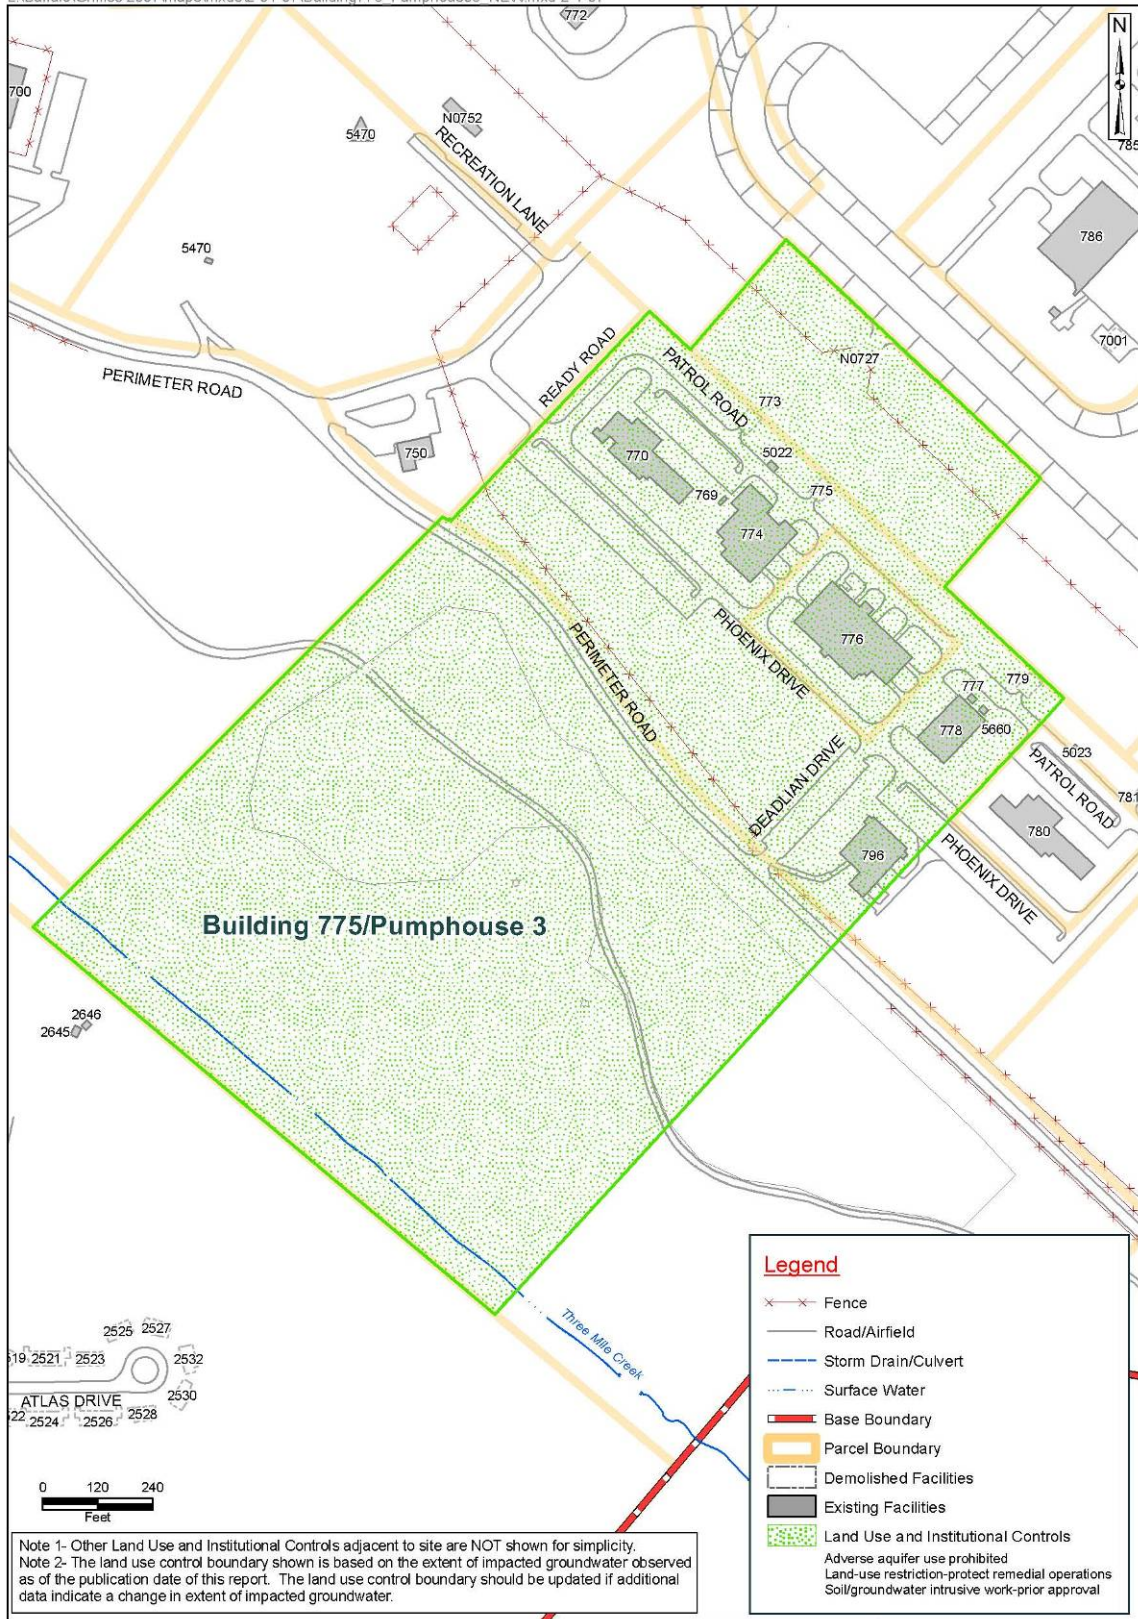 772
N
700
N0752
785
5470
RECREATION LANE
786
5470
7001
N0727
PERIMETER ROAD
READY ROAD
PATROL ROAD
773
750
770
5022
769
775
774
PHOENIX DRIVE
776
PERIMETER ROAD
779
777
778
5660
5023
DEADLIAN DRIVE
PATROL ROAD
781
780
796
PHOENIX DRIVE
Building 775/Pumphouse 3
2646
2645
Three Mile Creek
2525
2527
519
2521
2523
2532
2530
ATLAS DRIVE
522
2524
2526
2528
0 120 240
Feet
Legend
Fence
Road/Airfield
Storm Drain/Culvert
Surface Water
Base Boundary
Parcel Boundary
Demolished Facilities
Existing Facilities
Land Use and Institutional Controls
Adverse aquifer use prohibited
Land-use restriction-protect remedial operations
Soil/groundwater intrusive work-prior approval
Note 1- Other Land Use and Institutional Controls adjacent to site are NOT shown for simplicity.
Note 2- The land use control boundary shown is based on the extent of impacted groundwater observed
as of the publication date of this report. The land use control boundary should be updated if additional
data indicate a change in extent of impacted groundwater.